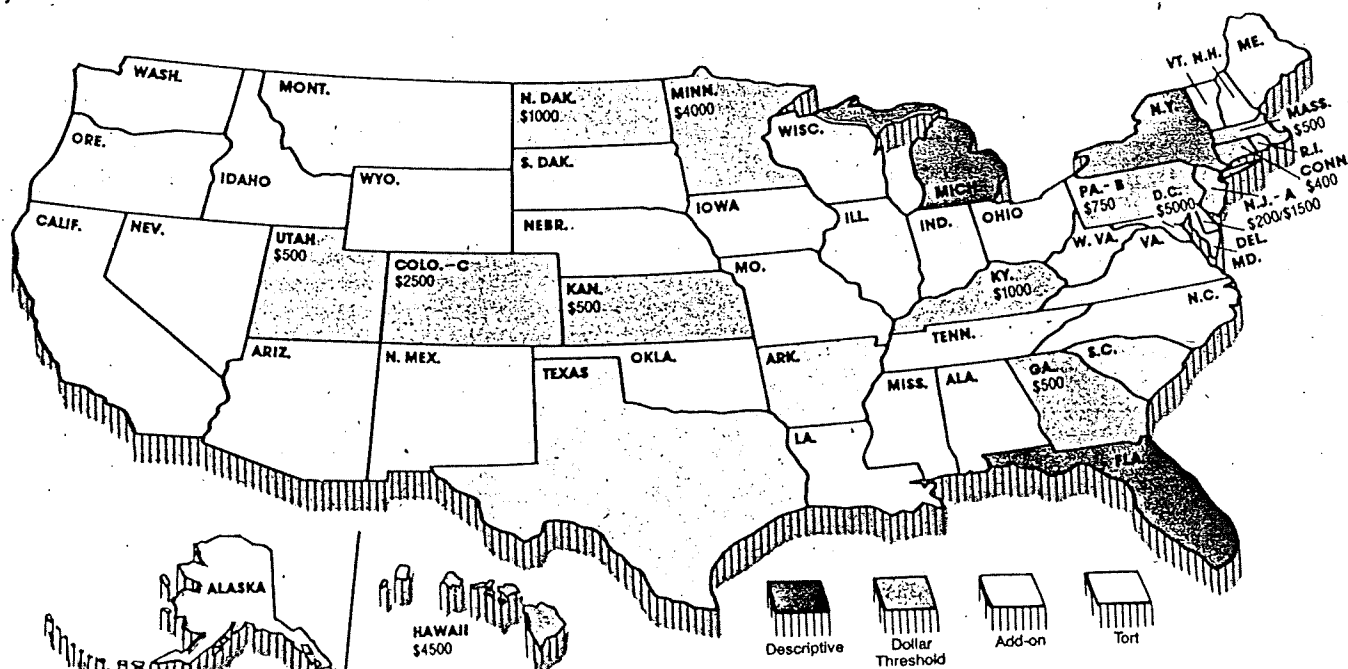 WASH.
MONT.
N. DAK.
$1000
MINN.
$4000
VT. N.H. ME.
ORE.
IDAHO
WYO.
S. DAK.
WISC.
MICH.
N.Y.
MASS.
$500
R.I.
CONN
$400
CALIF.
NEV.
UTAH
$500
COLO.-C
$2500
NEBR.
KAN.
$500
IOWA
MO.
ILL.
IND.
OHIO
PA.-B
$750
D.C.
$5000
N.J.-A
$200/$1500
DEL.
MD.
W. VA.
VA.
KY.
$1000
N.C.
TENN.
S.C.
ARIZ.
N. MEX.
TEXAS
OKLA.
ARK.
MISS.
ALA.
GA.
$500
LA.
FLA.
ALASKA
HAWAII
$4500
Descriptive
Dollar
Threshold
Add-on
Tort